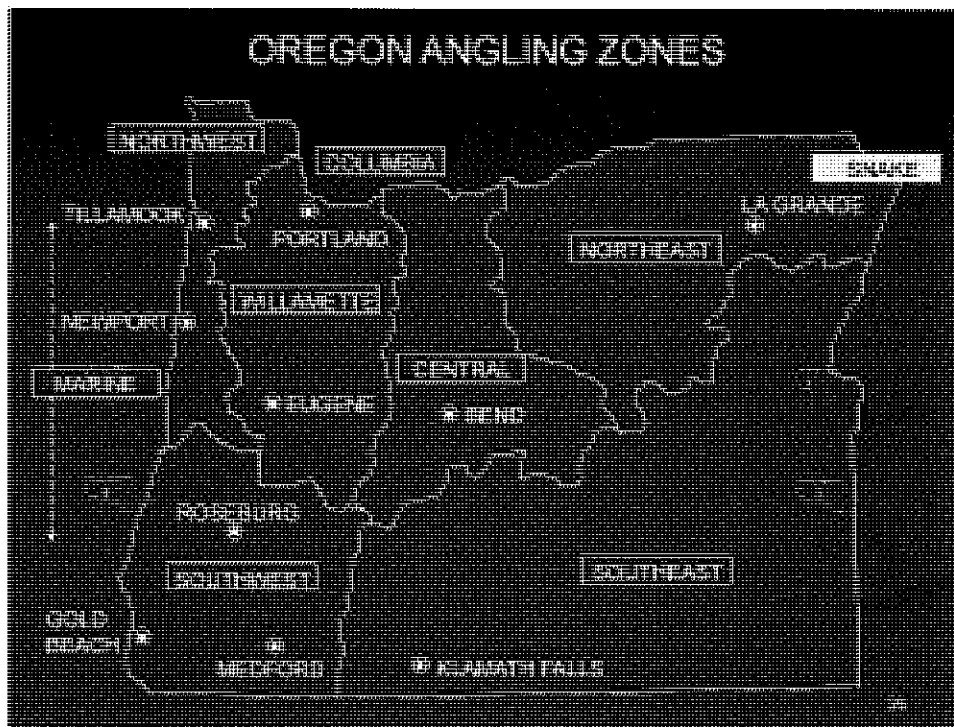 OREGON ANGLING ZONES
NORTHWEST
COLUMBIA
SNAKE
TILLAMOOK
LA GRANDE
PORTLAND
NORTHEAST
WILLAMETTE
NEWPORT
CENTRAL
MARINE
EUGENE
BEND
ROSEBURG
SOUTHWEST
SOUTHEAST
GOLD
BEACH
MEDFORD
KLAMATH FALLS